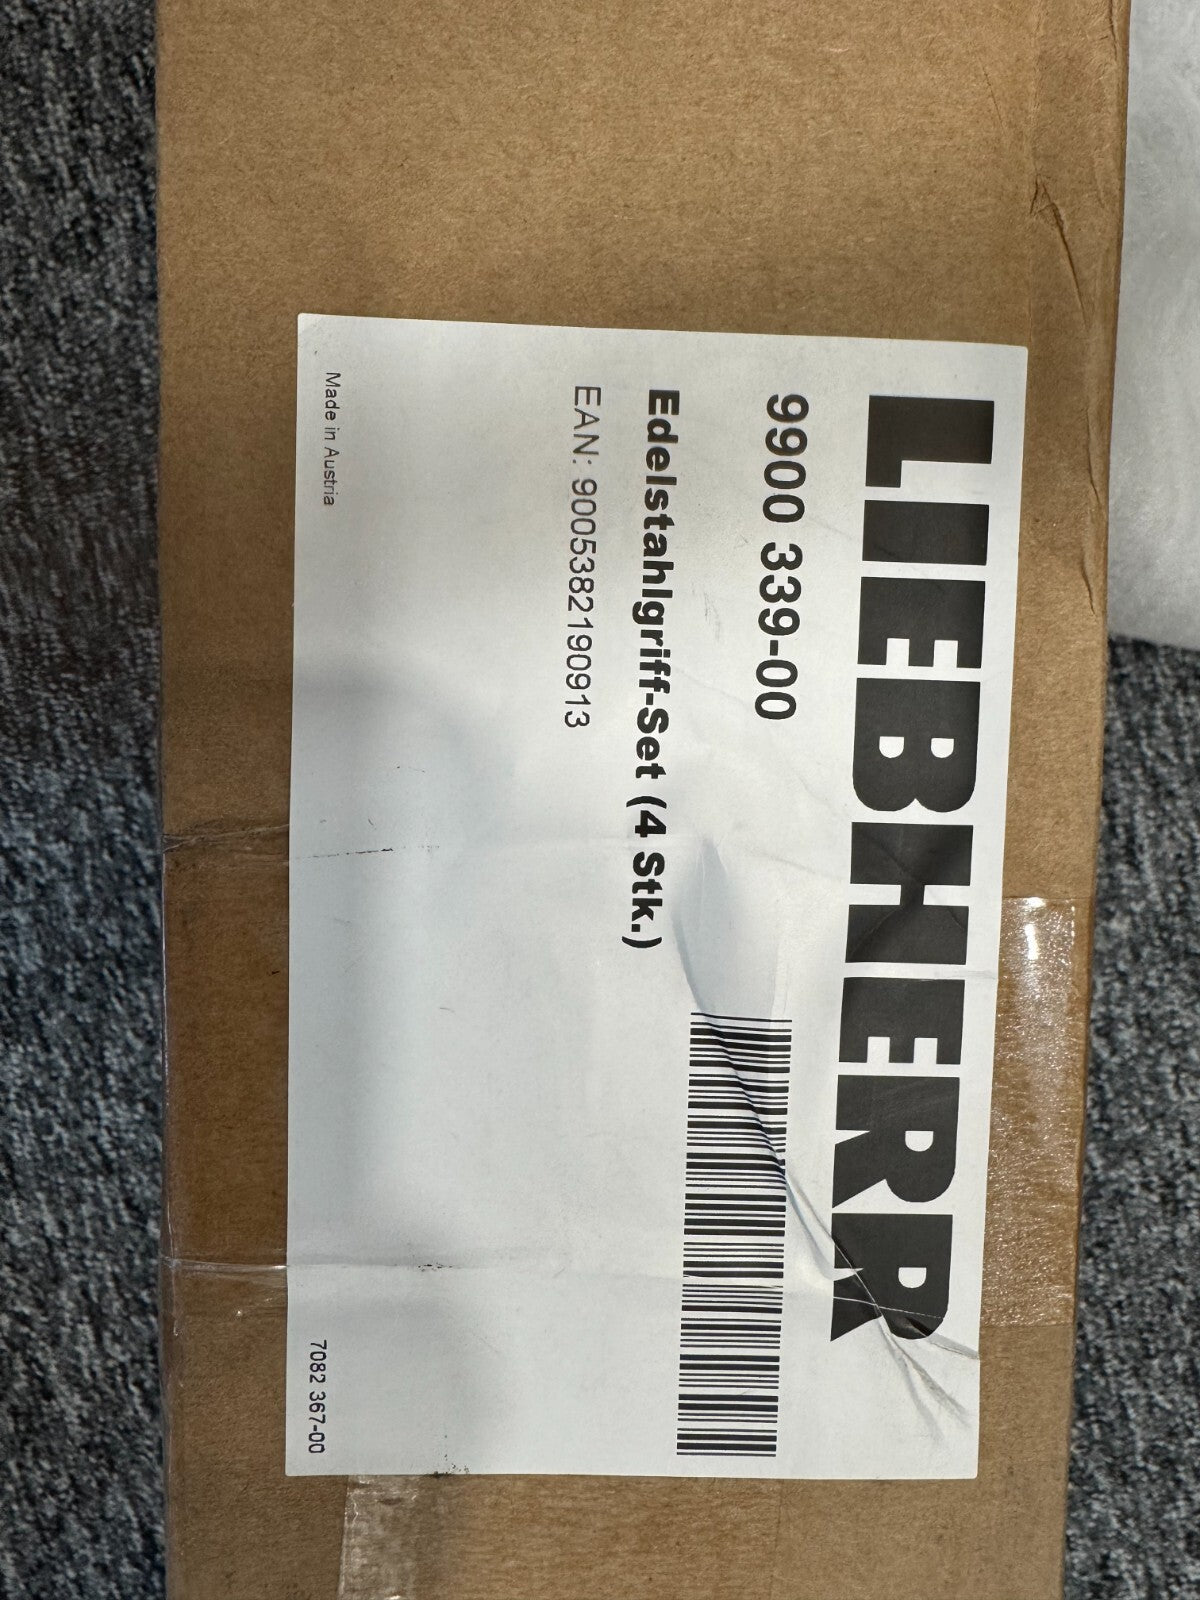 LIEBHERR
9900 339-00
Edelstahlgriff-Set (4 Stk.)
EAN: 9005382190913
Made in Austria
7082 367-00